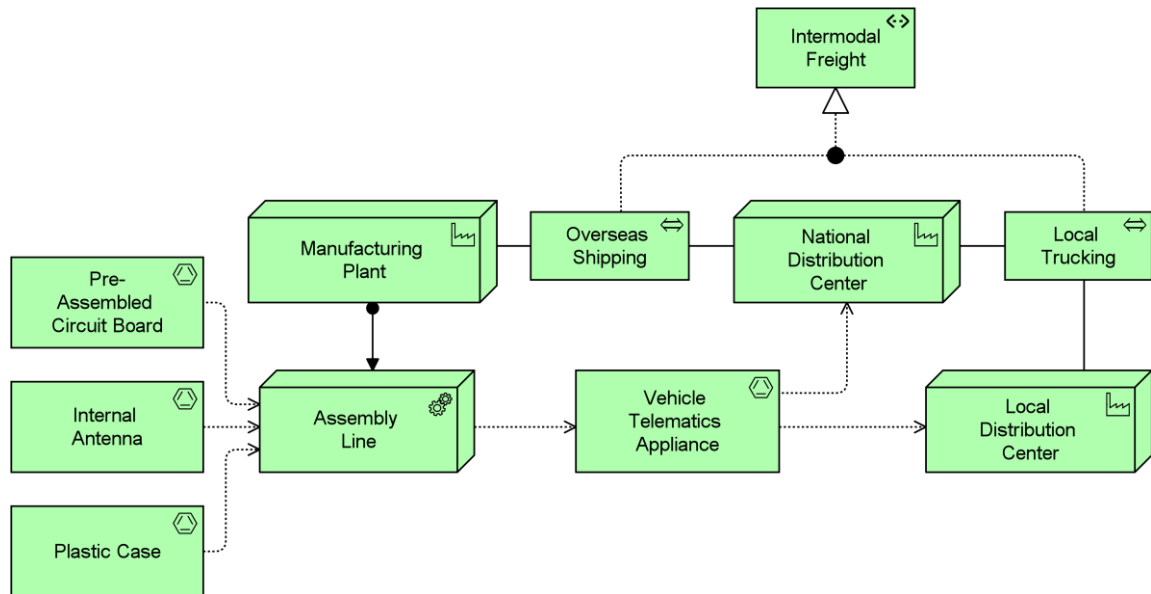 Intermodal
Freight
Manufacturing
Plant
Overseas
Shipping
National
Distribution
Center
Local
Trucking
Pre-
Assembled
Circuit Board
Internal
Antenna
Assembly
Line
Vehicle
Telematics
Appliance
Local
Distribution
Center
Plastic Case